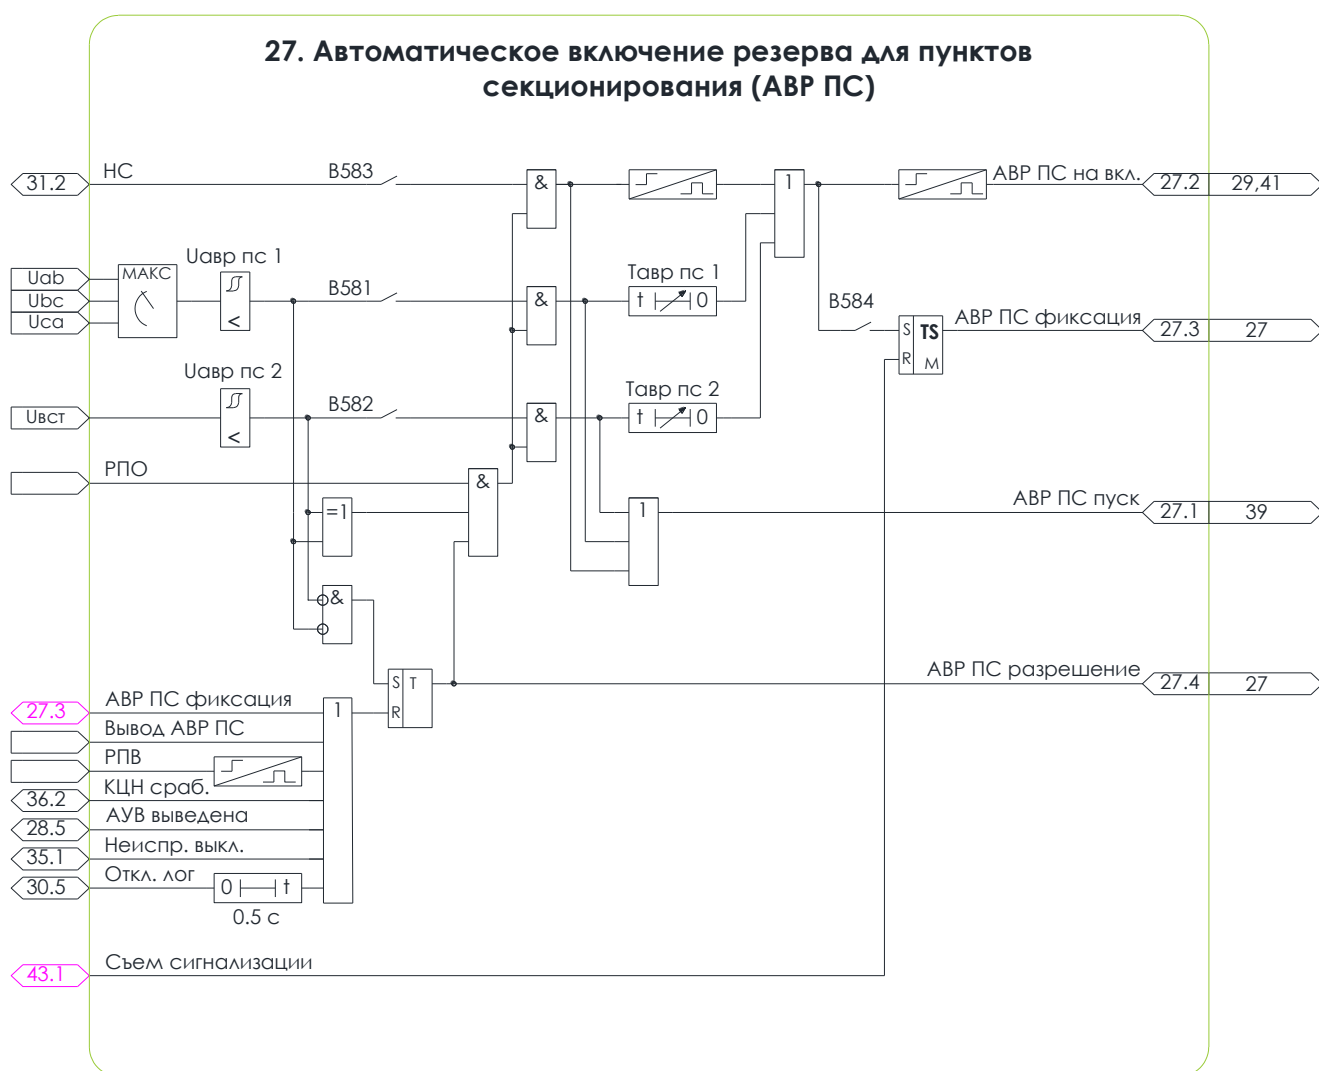 27. Автоматическое включение резерва для пунктов
секционирования (АВР ПС)
31.2 НС В583 & АВР ПС на вкл. 27.2 29,41
1
Uавр пс 1
Uab МАКС
Ubc < В581 & Тавр пс 1
t 0
Uca
В584
S TS АВР ПС фиксация 27.3 27
R M
Uавр пс 2
Uвст < В582 & Тавр пс 2
t 0
РПО &
=1 1 АВР ПС пуск 27.1 39
&
S T АВР ПС разрешение 27.4 27
R
27.3 АВР ПС фиксация 1
Вывод АВР ПС
РПВ
36.2 КЦН сраб.
28.5 АУВ выведена
35.1 Неиспр. выкл.
30.5 Откл. лог 0 t
0.5 с
43.1 Съем сигнализации